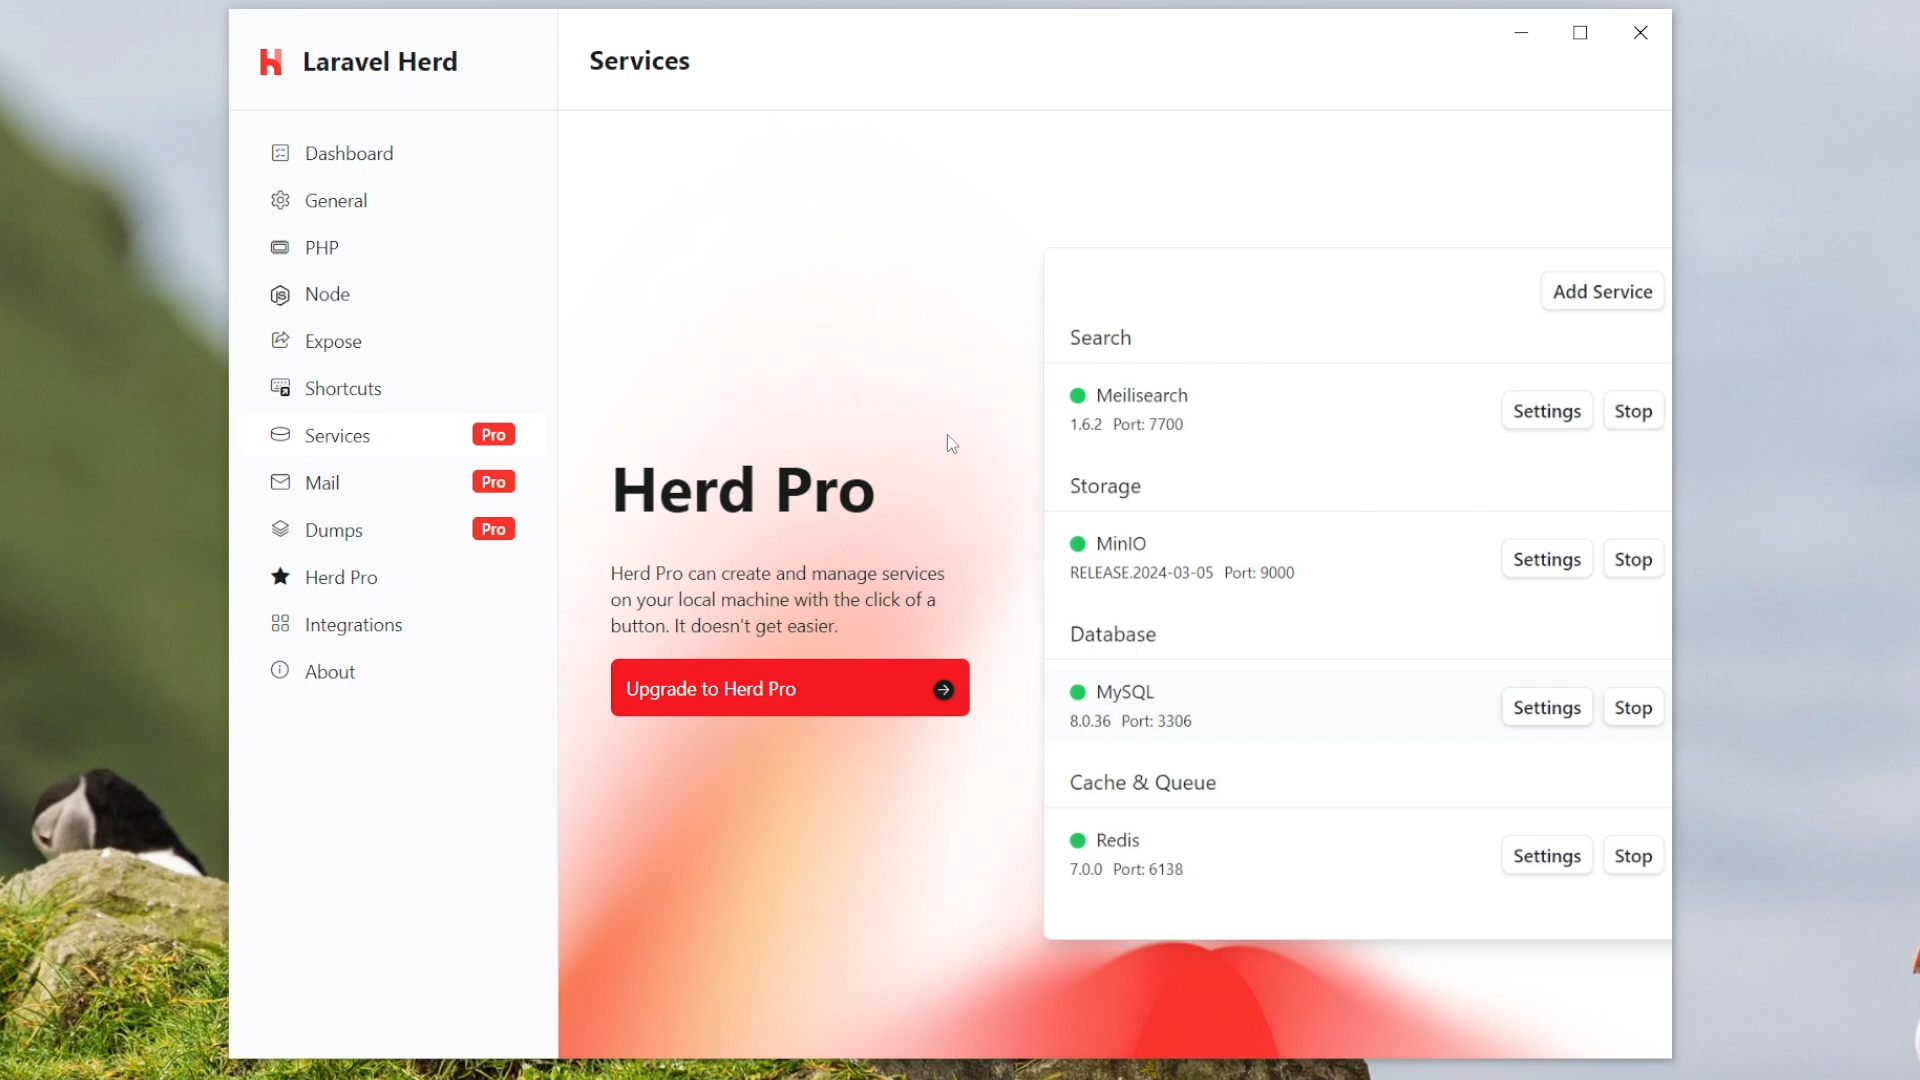 Laravel Herd
Services
Dashboard
General
PHP
Node
Expose
Shortcuts
Services Pro
Mail Pro
Dumps Pro
Herd Pro
Integrations
About
Herd Pro
Herd Pro can create and manage services
on your local machine with the click of a
button. It doesn't get easier.
Upgrade to Herd Pro
Add Service
Search
Meilisearch
1.6.2 Port: 7700
Settings Stop
Storage
MinIO
RELEASE.2024-03-05 Port: 9000
Settings Stop
Database
MySQL
8.0.36 Port: 3306
Settings Stop
Cache & Queue
Redis
7.0.0 Port: 6138
Settings Stop